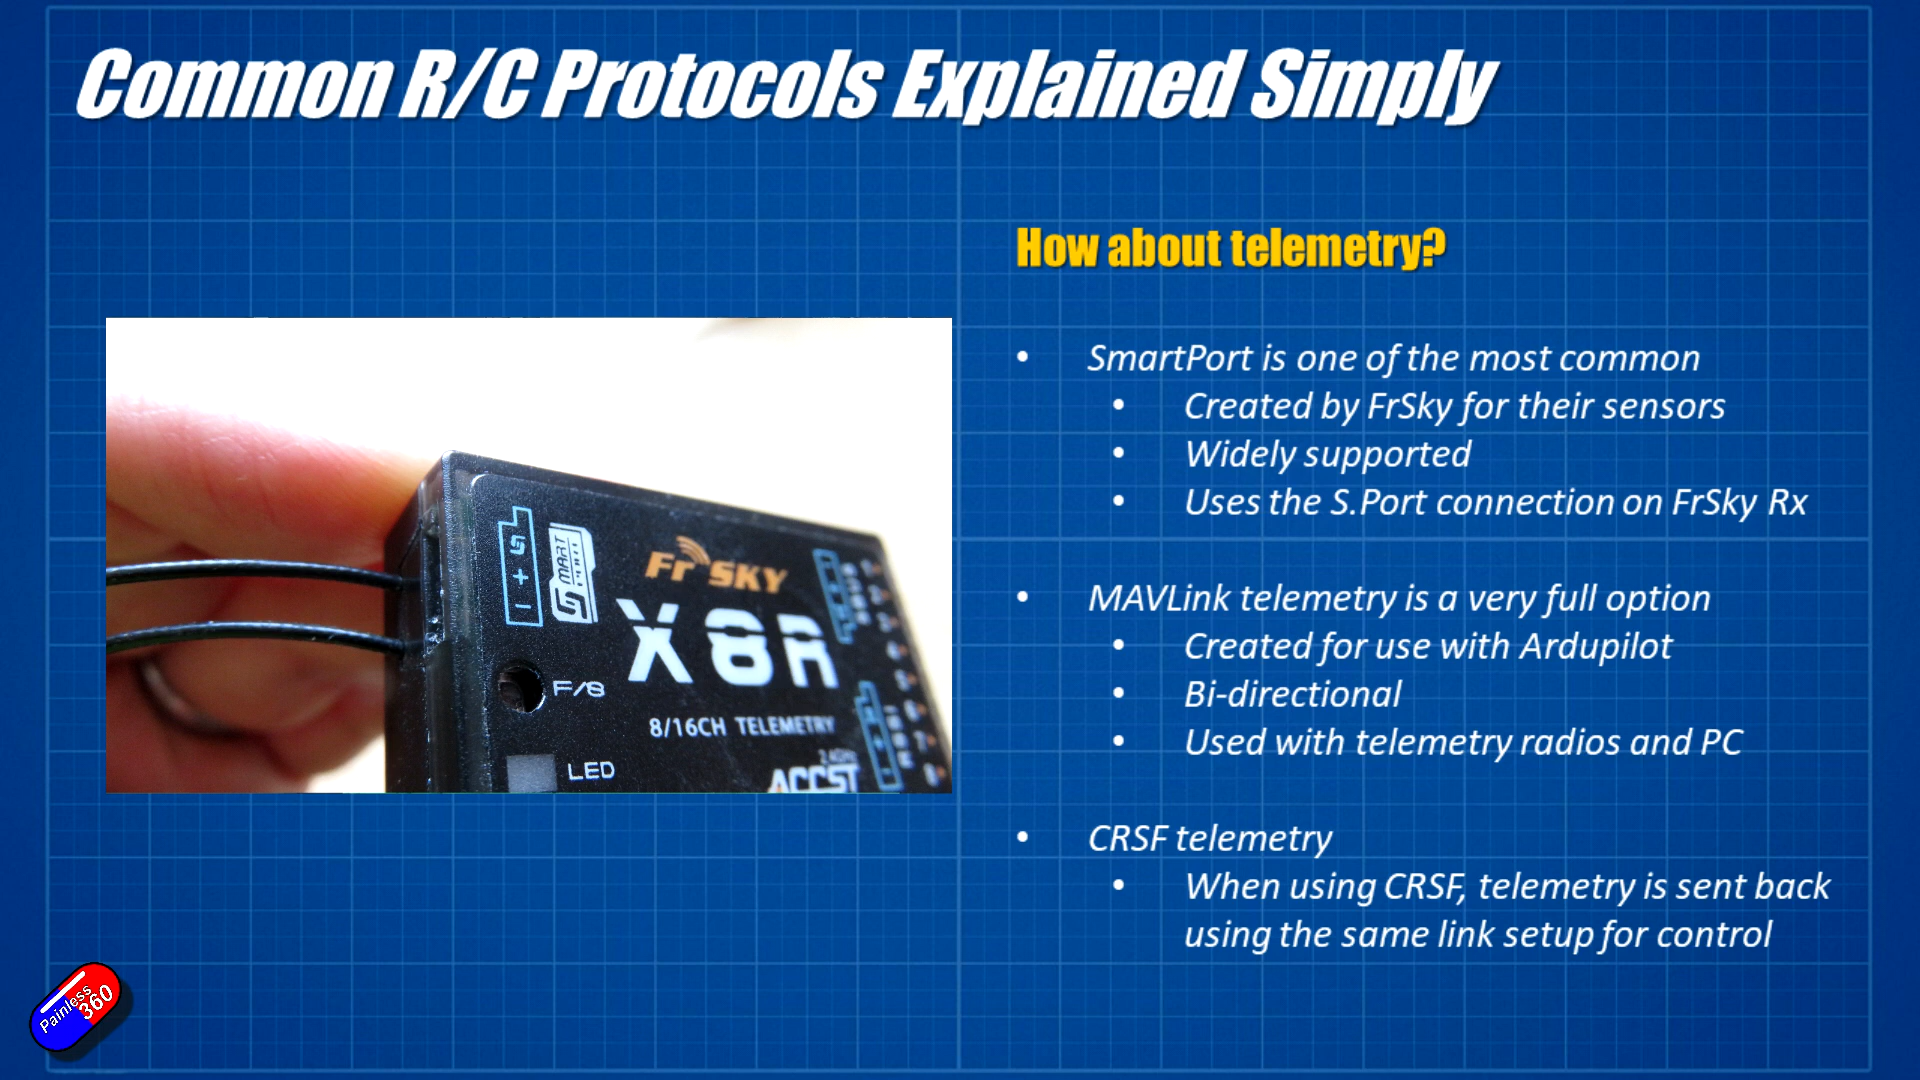 Common R/C Protocols Explained Simply
How about telemetry?
• SmartPort is one of the most common
• Created by FrSky for their sensors
• Widely supported
• Uses the S.Port connection on FrSky Rx
• MAVLink telemetry is a very full option
• Created for use with Ardupilot
• Bi-directional
• Used with telemetry radios and PC
• CRSF telemetry
• When using CRSF, telemetry is sent back
using the same link setup for control
SMART
PORT
FrSKY
X8R
F/S
8/16CH TELEMETRY
LED
ACCST
Painless
360